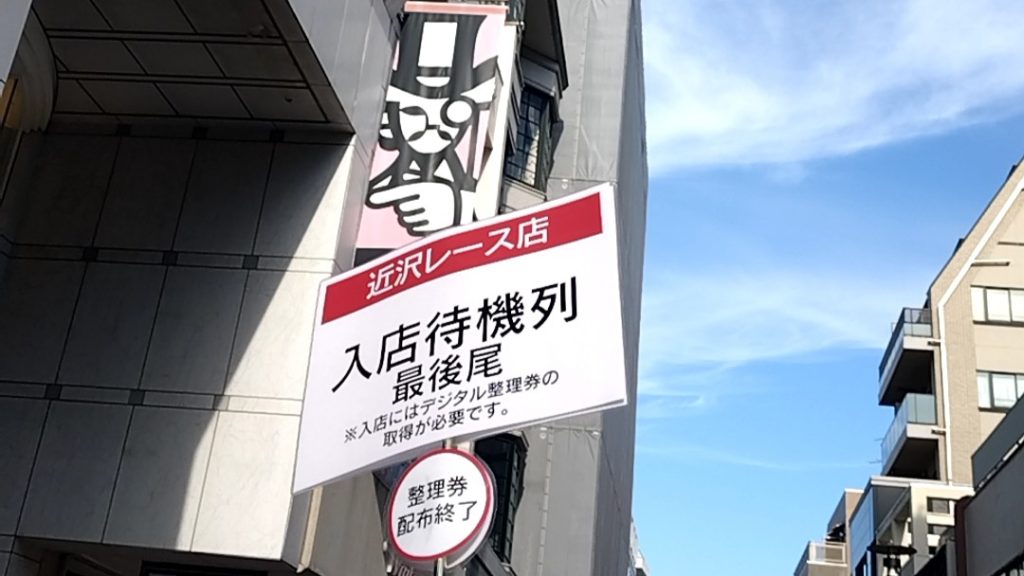 近沢レース店
入店待機列
最後尾
※入店にはデジタル整理券の
取得が必要です。
整理券
配布終了